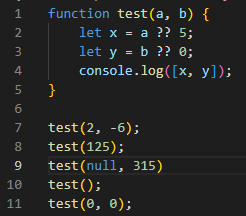 1 function test(a, b) {
2     let x = a ?? 5;
3     let y = b ?? 0;
4     console.log([x, y]);
5 }
6
7 test(2, -6);
8 test(125);
9 test(null, 315)
10 test();
11 test(0, 0);